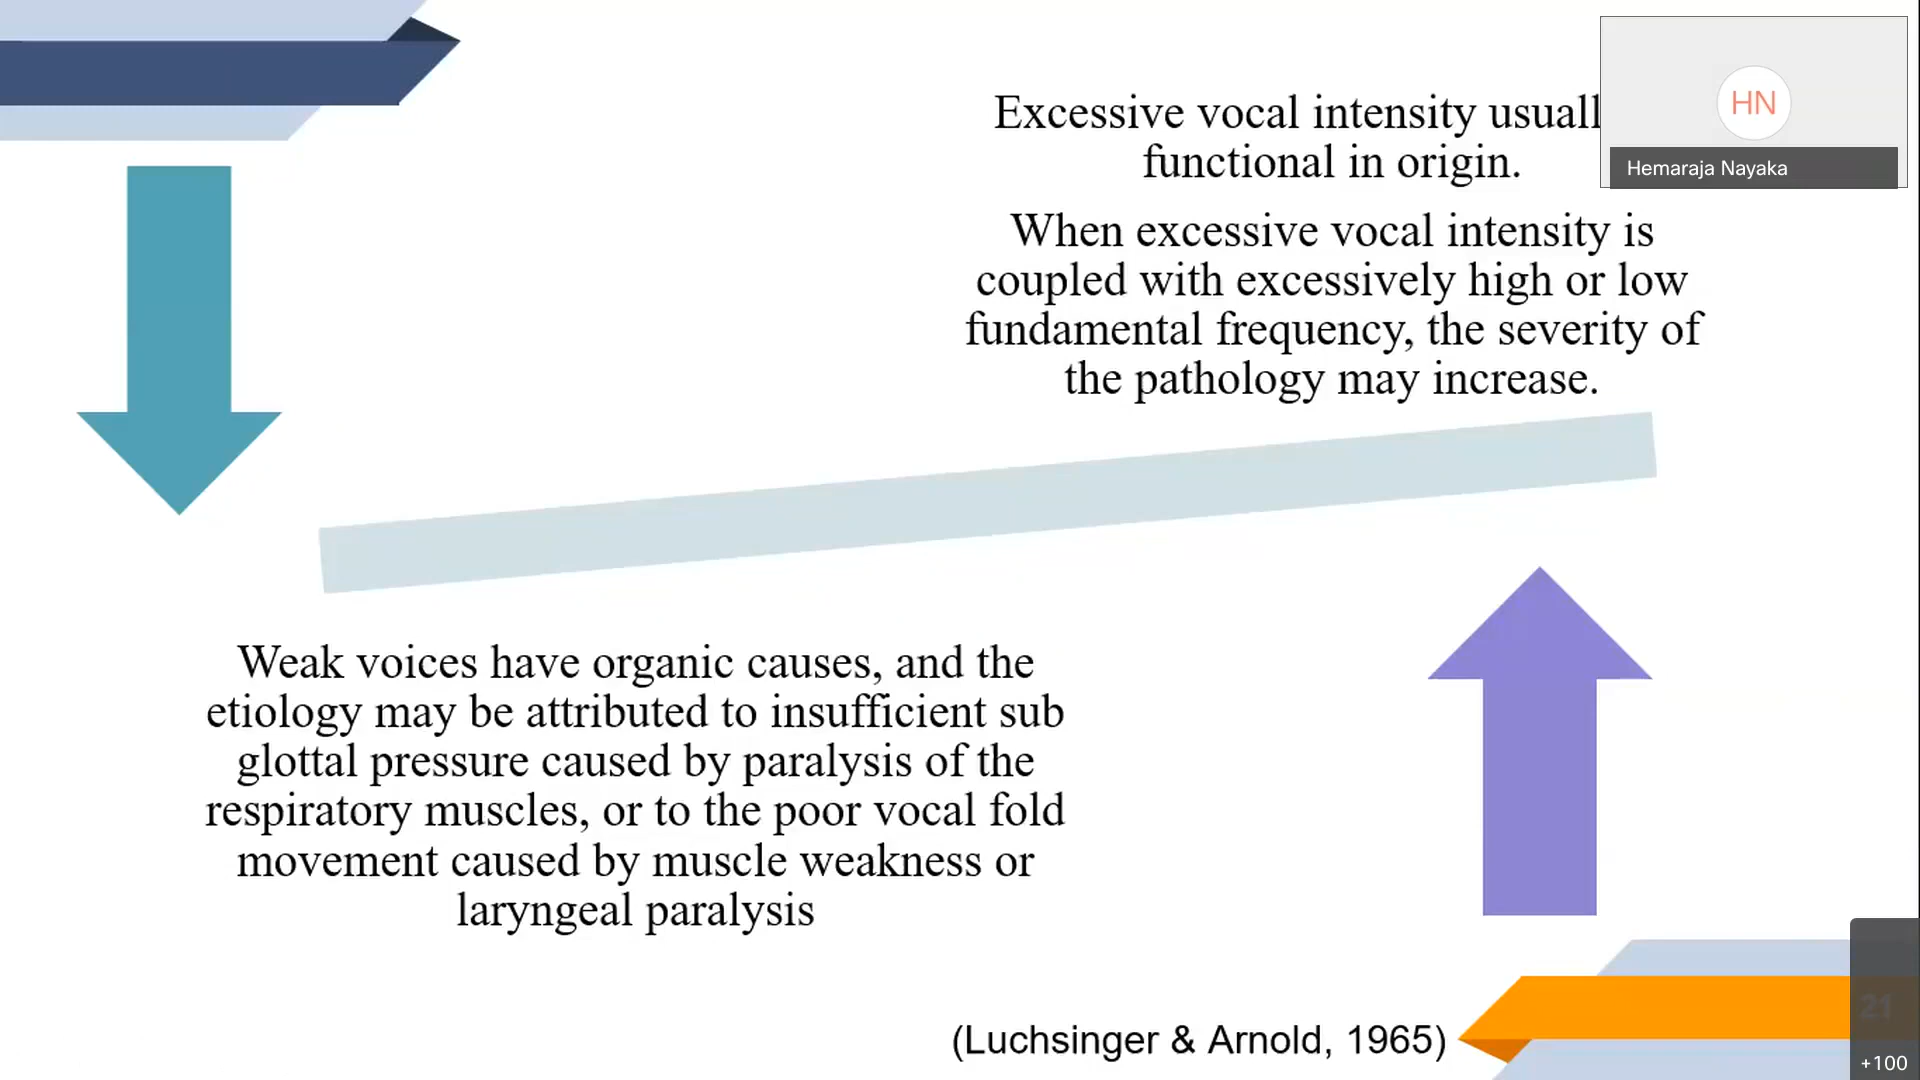 Excessive vocal intensity usuall
functional in origin.
When excessive vocal intensity is
coupled with excessively high or low
fundamental frequency, the severity of
the pathology may increase.
HN
Hemaraja Nayaka
Weak voices have organic causes, and the
etiology may be attributed to insufficient sub
glottal pressure caused by paralysis of the
respiratory muscles, or to the poor vocal fold
movement caused by muscle weakness or
laryngeal paralysis
(Luchsinger & Arnold, 1965)
21
+100